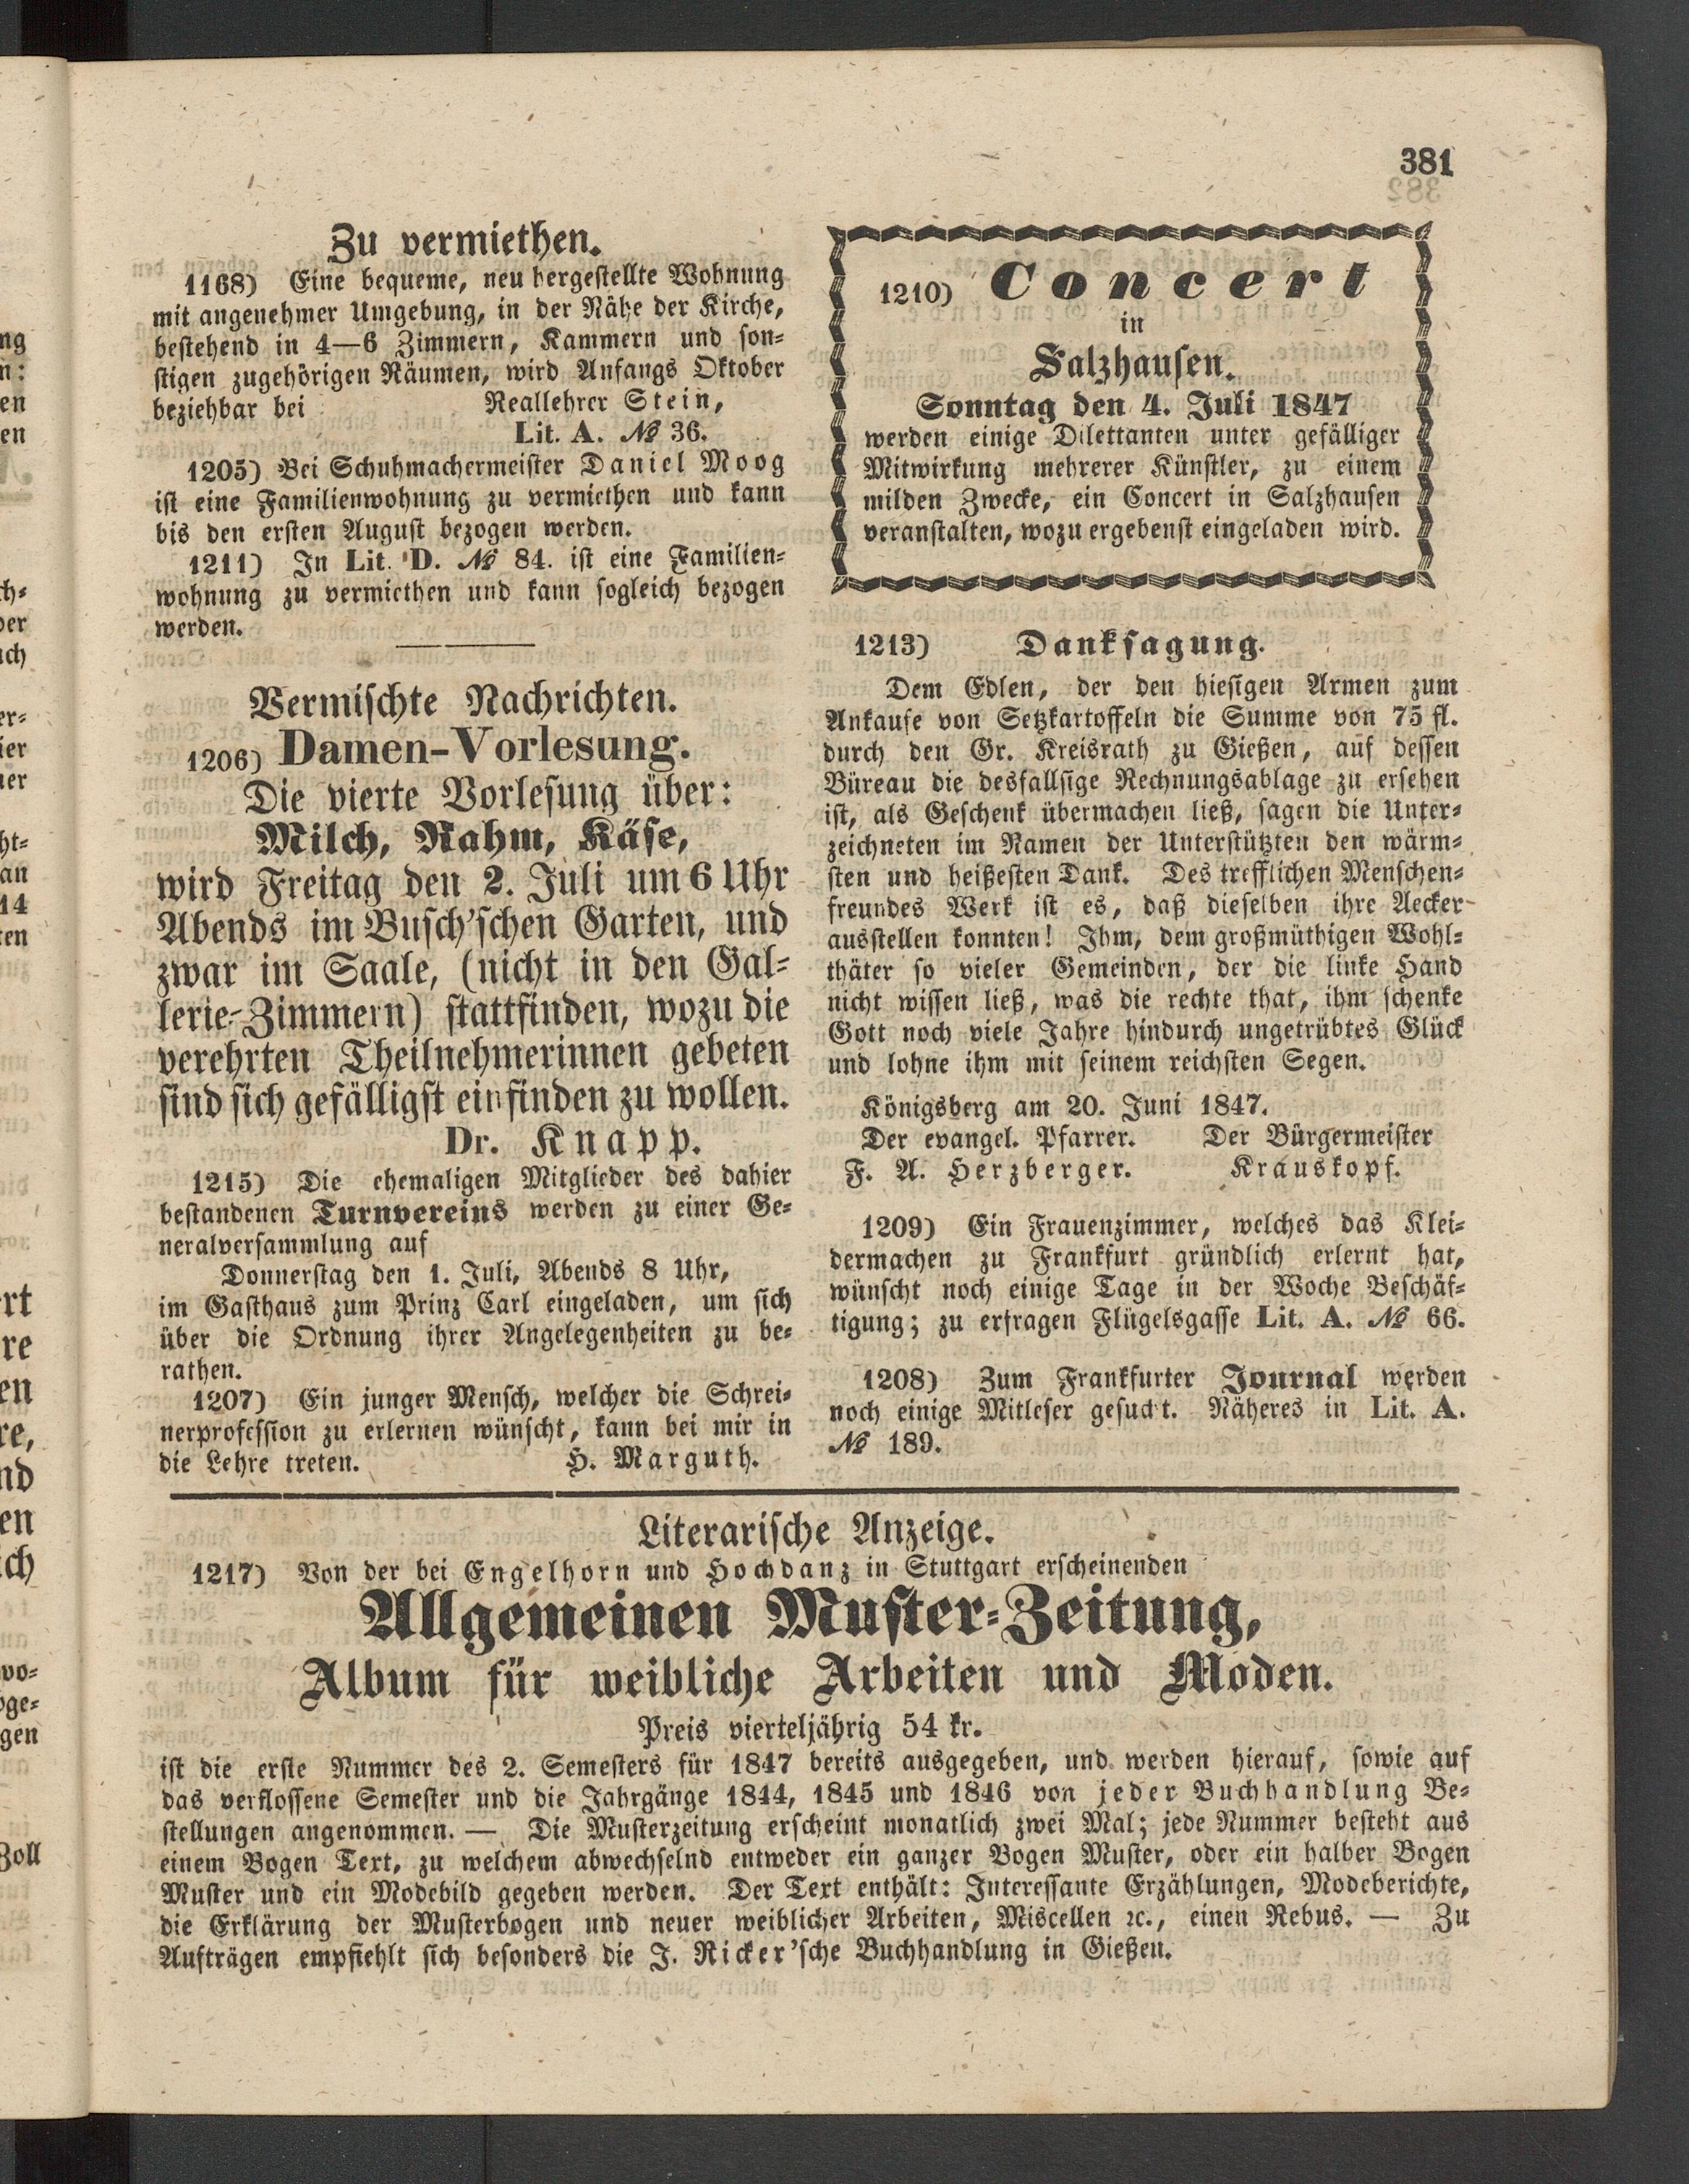 381
Zu vermiethen.
1168) Eine bequeme, neu hergestellte Wohnung
mit angenehmer Umgebung, in der Nähe der Kirche,
bestehend in 4—6 Zimmern, Kammern und son-
stigen zugehörigen Räumen, wird Anfangs Oktober
beziehbar bei Reallehrer Stein,
Lit. A. № 36.
1205) Bei Schuhmachermeister Daniel Moog
ist eine Familienwohnung zu vermiethen und kann
bis den ersten August bezogen werden.
1211) In Lit. D. № 84. ist eine Familien-
wohnung zu vermiethen und kann sogleich bezogen
werden.
Vermischte Nachrichten.
1206) Damen-Vorlesung.
Die vierte Vorlesung über:
Milch, Rahm, Käse,
wird Freitag den 2. Juli um 6 Uhr
Abends im Busch'schen Garten, und
zwar im Saale, (nicht in den Gal-
lerie-Zimmern) stattfinden, wozu die
verehrten Theilnehmerinnen gebeten
sind sich gefälligst einfinden zu wollen.
Dr. Knapp.
1215) Die ehemaligen Mitglieder des dahier
bestandenen Turnvereins werden zu einer Ge-
neralversammlung auf
Donnerstag den 1. Juli, Abends 8 Uhr,
im Gasthaus zum Prinz Carl eingeladen, um sich
über die Ordnung ihrer Angelegenheiten zu be-
rathen.
1207) Ein junger Mensch, welcher die Schrei-
nerprofession zu erlernen wünscht, kann bei mir in
die Lehre treten. H. Marguth.
1210) Concert
in
Salzhausen.
Sonntag den 4. Juli 1847
werden einige Dilettanten unter gefälliger
Mitwirkung mehrerer Künstler, zu einem
milden Zwecke, ein Concert in Salzhausen
veranstalten, wozu ergebenst eingeladen wird.
1213) Danksagung.
Dem Edlen, der den hiesigen Armen zum
Ankaufe von Setzkartoffeln die Summe von 75 fl.
durch den Gr. Kreisrath zu Gießen, auf dessen
Büreau die desfallsige Rechnungsablage zu ersehen
ist, als Geschenk übermachen ließ, sagen die Unter-
zeichneten im Namen der Unterstützten den wärm-
sten und heißesten Dank. Des trefflichen Menschen-
freundes Werk ist es, daß dieselben ihre Aecker
ausstellen konnten! Ihm, dem großmüthigen Wohl-
thäter so vieler Gemeinden, der die linke Hand
nicht wissen ließ, was die rechte that, ihm schenke
Gott noch viele Jahre hindurch ungetrübtes Glück
und lohne ihm mit seinem reichsten Segen.
Königsberg am 20. Juni 1847.
Der evangel. Pfarrer. Der Bürgermeister
F. A. Herzberger. Krauskopf.
1209) Ein Frauenzimmer, welches das Klei-
dermachen zu Frankfurt gründlich erlernt hat,
wünscht noch einige Tage in der Woche Beschäf-
tigung; zu erfragen Flügelsgasse Lit. A. № 66.
1208) Zum Frankfurter Journal werden
noch einige Mitleser gesucht. Näheres in Lit. A.
№ 189.
Literarische Anzeige.
1217) Von der bei Engelhorn und Hochdanz in Stuttgart erscheinenden
Allgemeinen Muster-Zeitung,
Album für weibliche Arbeiten und Moden.
Preis vierteljährig 54 kr.
ist die erste Nummer des 2. Semesters für 1847 bereits ausgegeben, und werden hierauf, sowie auf
das verflossene Semester und die Jahrgänge 1844, 1845 und 1846 von jeder Buchhandlung Be-
stellungen angenommen. — Die Musterzeitung erscheint monatlich zwei Mal; jede Nummer besteht aus
einem Bogen Text, zu welchem abwechselnd entweder ein ganzer Bogen Muster, oder ein halber Bogen
Muster und ein Modebild gegeben werden. Der Text enthält: Interessante Erzählungen, Modeberichte,
die Erklärung der Musterbogen und neuer weiblicher Arbeiten, Miscellen ꝛc., einen Rebus. — Zu
Aufträgen empfiehlt sich besonders die J. Ricker'sche Buchhandlung in Gießen.